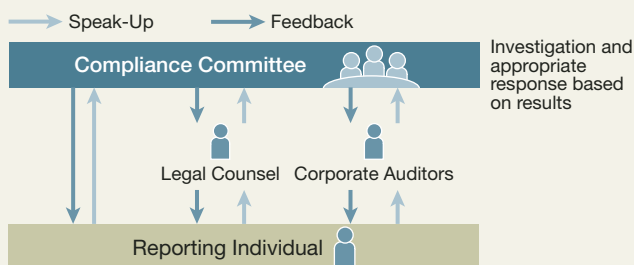 Speak-Up
Feedback
Compliance Committee
Investigation and
appropriate
response based
on results
Legal Counsel
Corporate Auditors
Reporting Individual